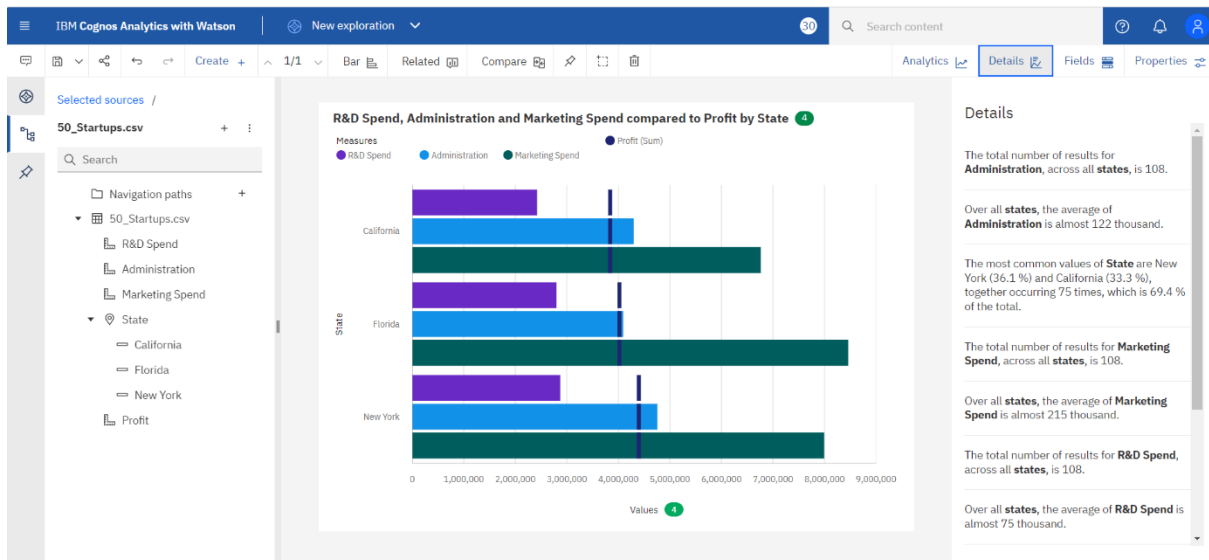 IBM Cognos Analytics with Watson
New exploration
30
Search content
Create +
1/1
Bar
Related
Compare
Analytics
Details
Fields
Properties
Selected sources /
50_Startups.csv
Search
Navigation paths
50_Startups.csv
R&D Spend
Administration
Marketing Spend
State
California
Florida
New York
Profit
R&D Spend, Administration and Marketing Spend compared to Profit by State 4
Measures
R&D Spend
Administration
Marketing Spend
Profit (Sum)
State
California
Florida
New York
0 1,000,000 2,000,000 3,000,000 4,000,000 5,000,000 6,000,000 7,000,000 8,000,000 9,000,000
Values 4
Details
The total number of results for
Administration, across all states, is 108.
Over all states, the average of
Administration is almost 122 thousand.
The most common values of State are New
York (36.1 %) and California (33.3 %),
together occurring 75 times, which is 69.4 %
of the total.
The total number of results for Marketing
Spend, across all states, is 108.
Over all states, the average of Marketing
Spend is almost 215 thousand.
The total number of results for R&D Spend,
across all states, is 108.
Over all states, the average of R&D Spend is
almost 75 thousand.